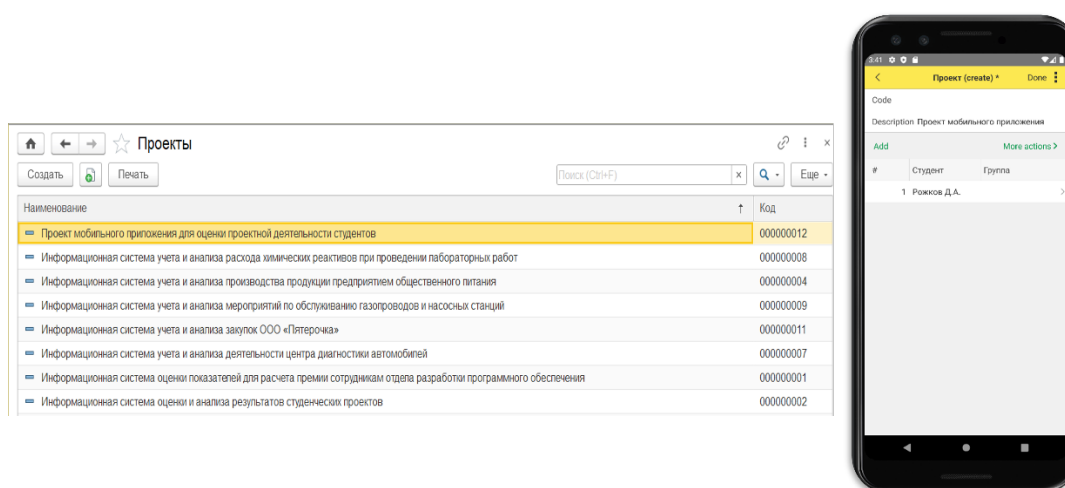 Проекты
Создать Печать Поиск (Ctrl+F) x Еще
Наименование ↑ Код
Проект мобильного приложения для оценки проектной деятельности студентов 000000012
Информационная система учета и анализа расхода химических реактивов при проведении лабораторных работ 000000008
Информационная система учета и анализа производства продукции предприятием общественного питания 000000004
Информационная система учета и анализа мероприятий по обслуживанию газопроводов и насосных станций 000000009
Информационная система учета и анализа закупок ООО «Пятерочка» 000000011
Информационная система учета и анализа деятельности центра диагностики автомобилей 000000007
Информационная система оценки показателей для расчета премии сотрудникам отдела разработки программного обеспечения 000000001
Информационная система оценки и анализа результатов студенческих проектов 000000002
3:41
Проект (create) * Done
Code
Description Проект мобильного приложения
Add More actions >
# Студент Группа
1 Рожков Д.А. >